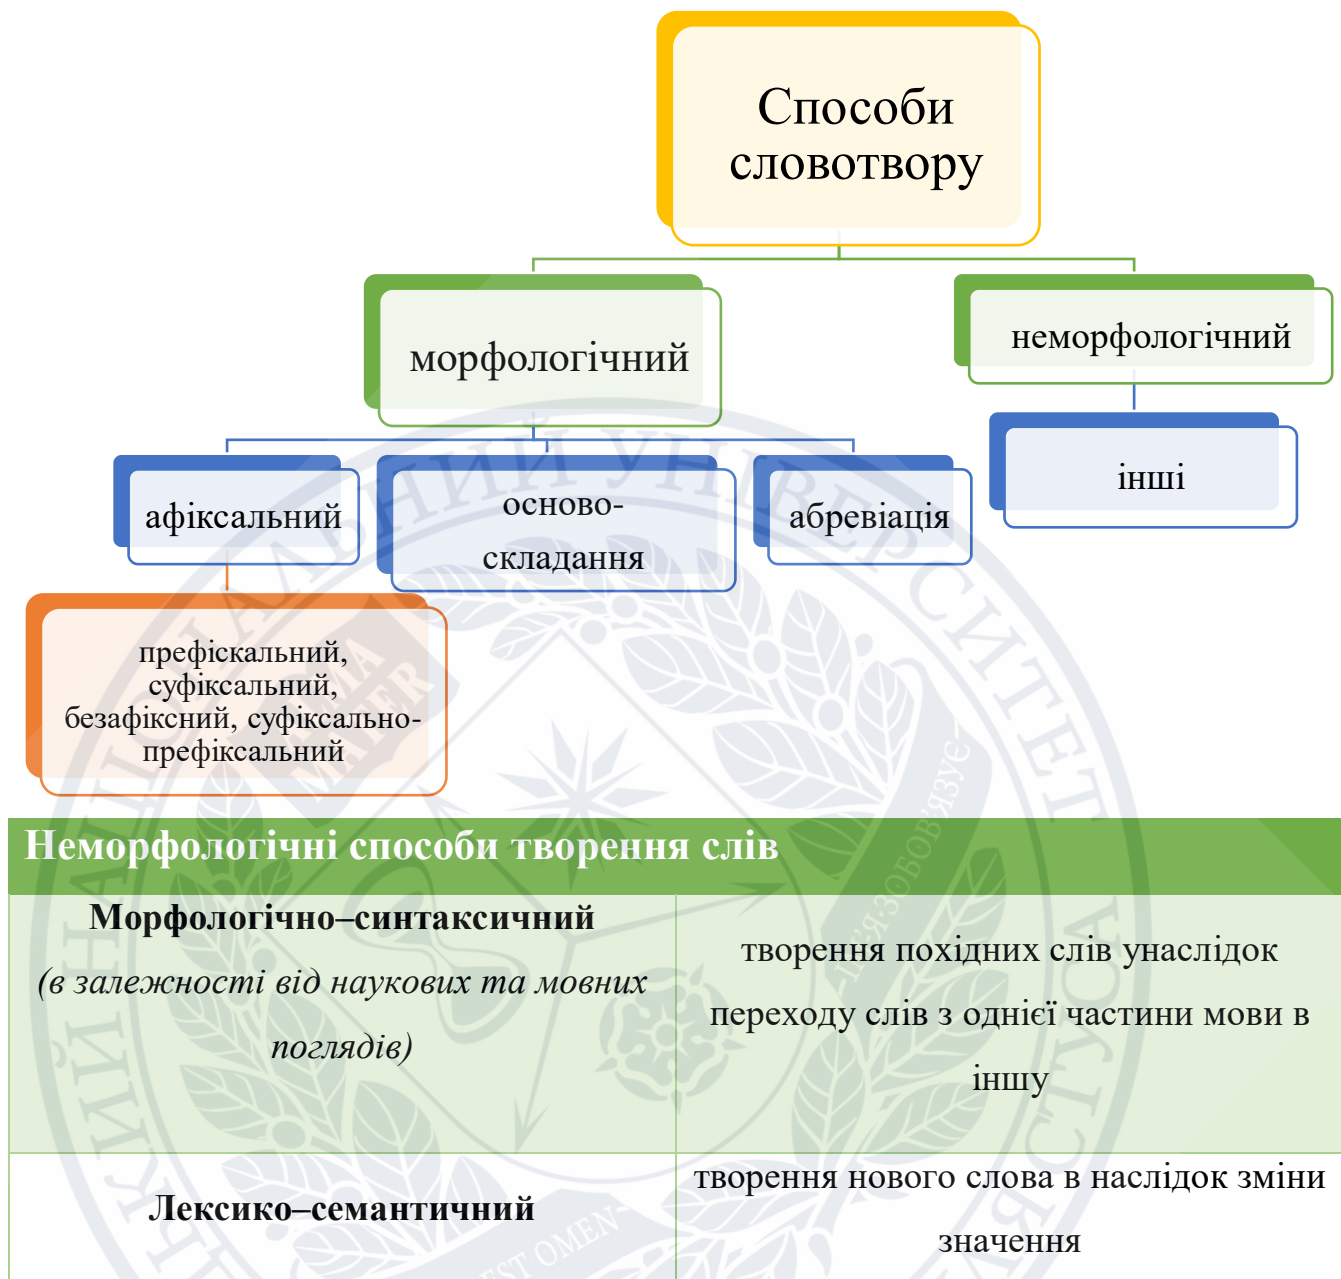 Способи
словотвору
морфологічний
неморфологічний
афіксальний
осново-
складання
абревіація
інші
префіскальний,
суфіксальний,
безафіксний, суфіксально-
префіксальний
Неморфологічні способи творення слів
Морфологічно–синтаксичний
(в залежності від наукових та мовних
поглядів)
творення похідних слів унаслідок
переходу слів з однієї частини мови в
іншу
Лексико–семантичний
творення нового слова в наслідок зміни
значення